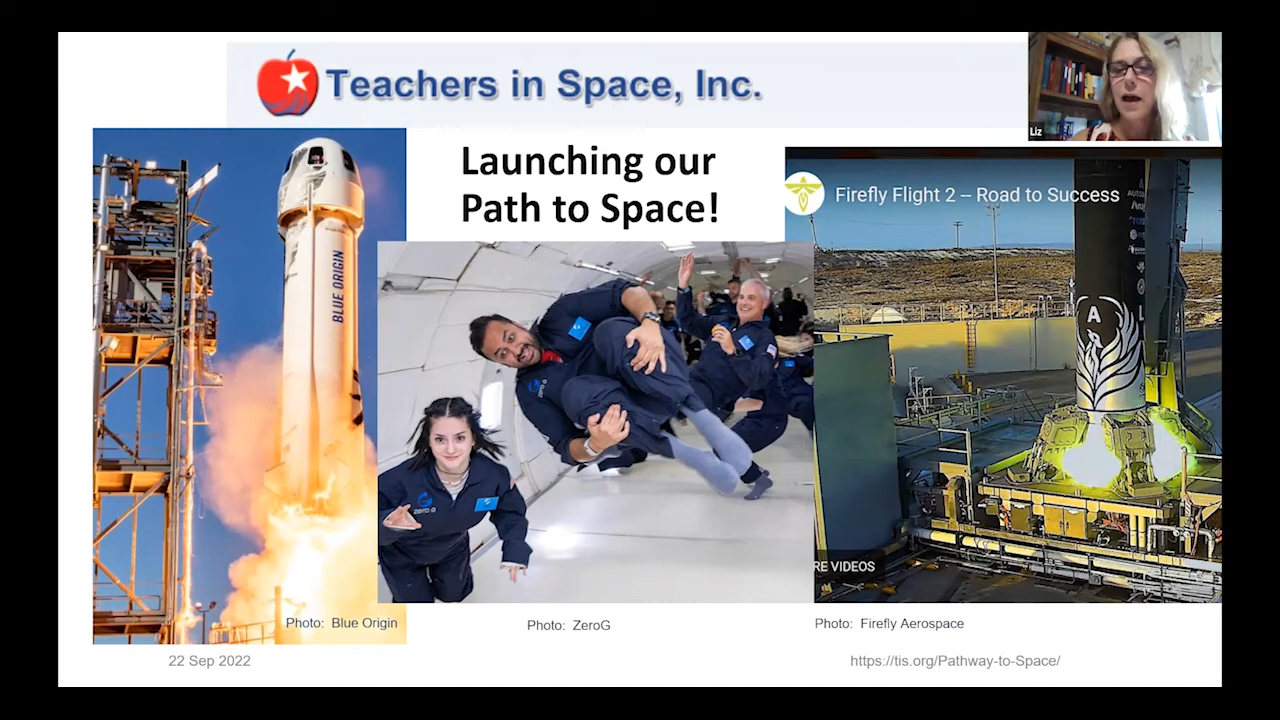 Teachers in Space, Inc.
Liz
Launching our
Path to Space!
Firefly Flight 2 -- Road to Success
BLUE ORIGIN
zero g
RE VIDEOS
Photo: Blue Origin
Photo: ZeroG
Photo: Firefly Aerospace
22 Sep 2022
https://tis.org/Pathway-to-Space/